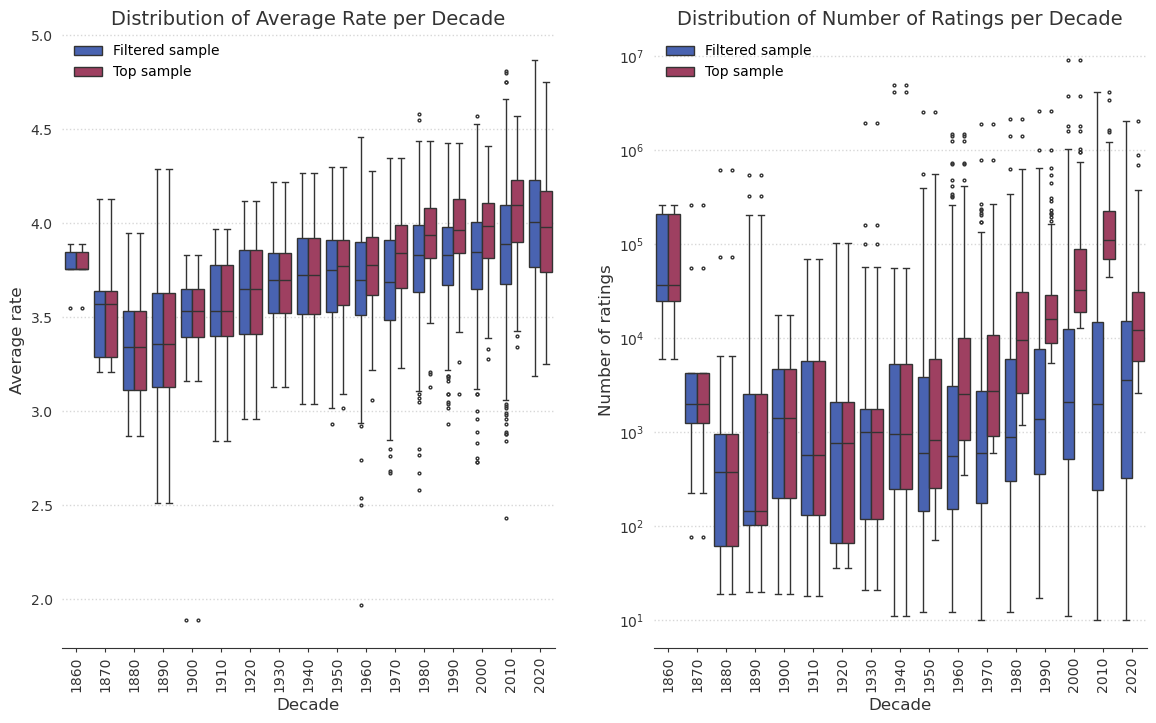 Distribution of Average Rate per Decade
Filtered sample
Top sample
5.0
4.5
4.0
3.5
3.0
2.5
2.0
Average rate
1860 1870 1880 1890 1900 1910 1920 1930 1940 1950 1960 1970 1980 1990 2000 2010 2020
Decade
Distribution of Number of Ratings per Decade
Filtered sample
Top sample
10⁷
10⁶
10⁵
10⁴
10³
10²
10¹
Number of ratings
1860 1870 1880 1890 1900 1910 1920 1930 1940 1950 1960 1970 1980 1990 2000 2010 2020
Decade